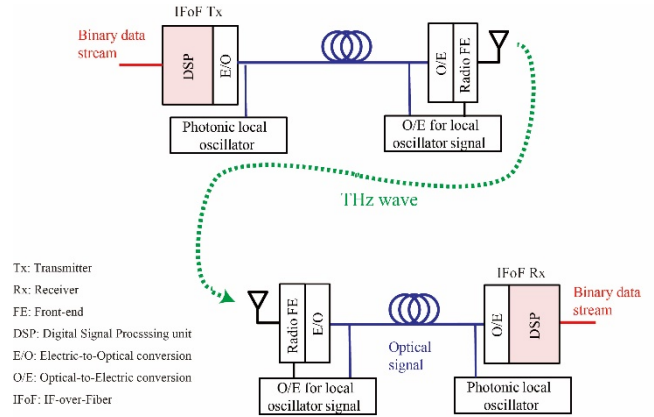 IFoF Tx
Binary data
stream
DSP
E/O
O/E
Radio FE
Photonic local
oscillator
O/E for local
oscillator signal
THz wave
Tx: Transmitter
Rx: Receiver
FE: Front-end
DSP: Digital Signal Procsssing unit
E/O: Electric-to-Optical conversion
O/E: Optical-to-Electric conversion
IFoF: IF-over-Fiber
IFoF Rx
Radio FE
E/O
Optical
signal
O/E
DSP
Binary data
stream
O/E for local
oscillator signal
Photonic local
oscillator